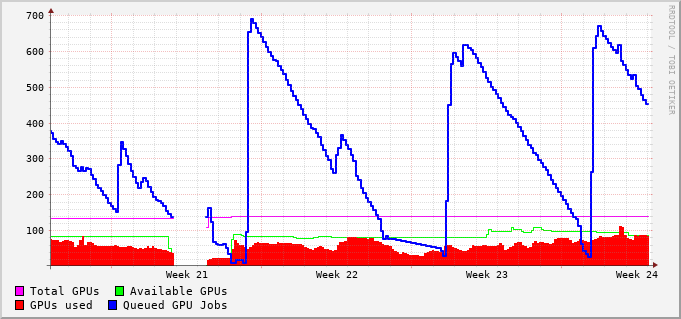 700
600
500
400
300
200
100
Week 21 Week 22 Week 23 Week 24
Total GPUs Available GPUs
GPUs used Queued GPU Jobs
RRDTOOL / TOBI OETIKER